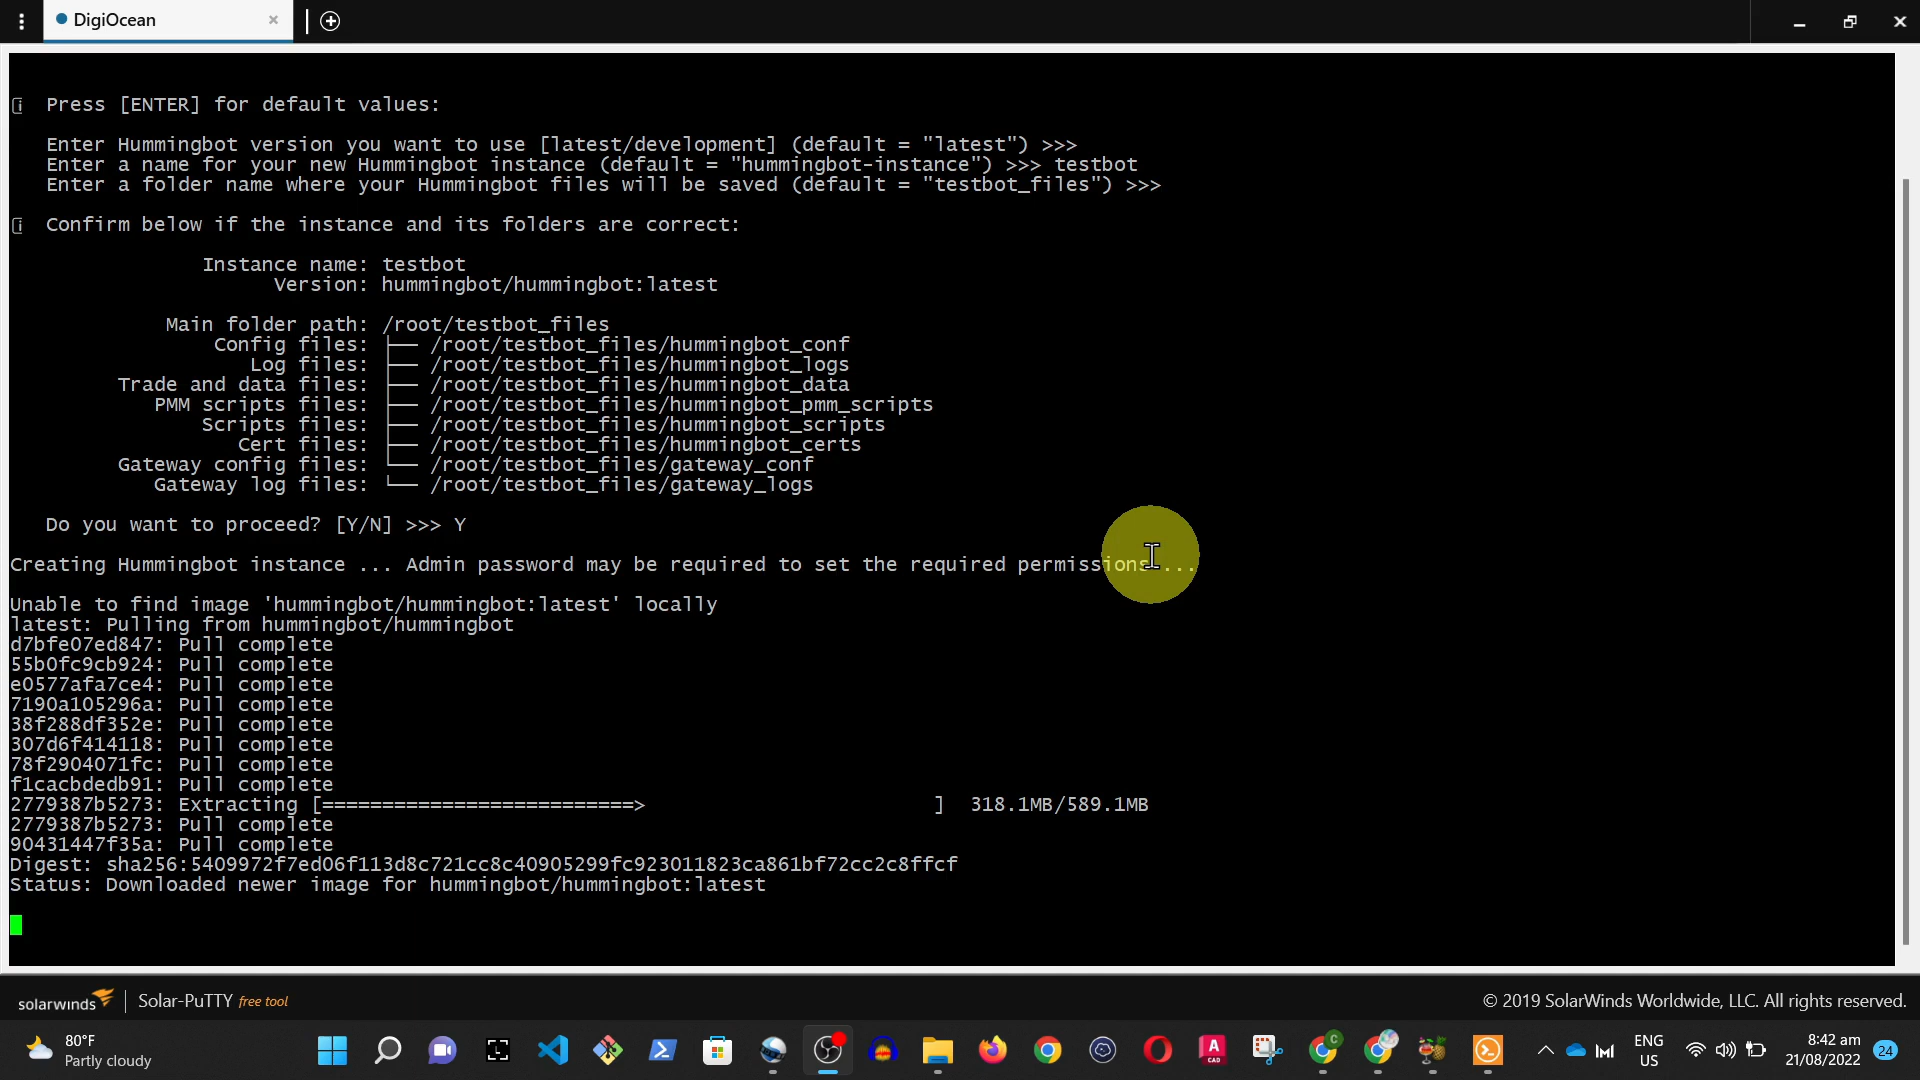 DigiOcean
Press [ENTER] for default values:
Enter Hummingbot version you want to use [latest/development] (default = "latest") >>>
Enter a name for your new Hummingbot instance (default = "hummingbot-instance") >>> testbot
Enter a folder name where your Hummingbot files will be saved (default = "testbot_files") >>>
Confirm below if the instance and its folders are correct:
Instance name: testbot
Version: hummingbot/hummingbot:latest
Main folder path: /root/testbot_files
Config files: ├── /root/testbot_files/hummingbot_conf
Log files: ├── /root/testbot_files/hummingbot_logs
Trade and data files: ├── /root/testbot_files/hummingbot_data
PMM scripts files: ├── /root/testbot_files/hummingbot_pmm_scripts
Scripts files: ├── /root/testbot_files/hummingbot_scripts
Cert files: ├── /root/testbot_files/hummingbot_certs
Gateway config files: └── /root/testbot_files/gateway_conf
Gateway log files: └── /root/testbot_files/gateway_logs
Do you want to proceed? [Y/N] >>> Y
Creating Hummingbot instance ... Admin password may be required to set the required permissions ...
Unable to find image 'hummingbot/hummingbot:latest' locally
latest: Pulling from hummingbot/hummingbot
d7bfe07ed847: Pull complete
55b0fc9cb924: Pull complete
e0577afa7ce4: Pull complete
7190a105296a: Pull complete
38f288df352e: Pull complete
307d6f414118: Pull complete
78f2904071fc: Pull complete
f1cacbdedb91: Pull complete
2779387b5273: Extracting [==========================>                        ]  318.1MB/589.1MB
2779387b5273: Pull complete
90431447f35a: Pull complete
Digest: sha256:5409972f7ed06f113d8c721cc8c40905299fc923011823ca861bf72cc2c8ffcf
Status: Downloaded newer image for hummingbot/hummingbot:latest
solarwinds | Solar-PuTTY free tool
© 2019 SolarWinds Worldwide, LLC. All rights reserved.
80°F
Partly cloudy
ENG
US
8:42 am
21/08/2022
24